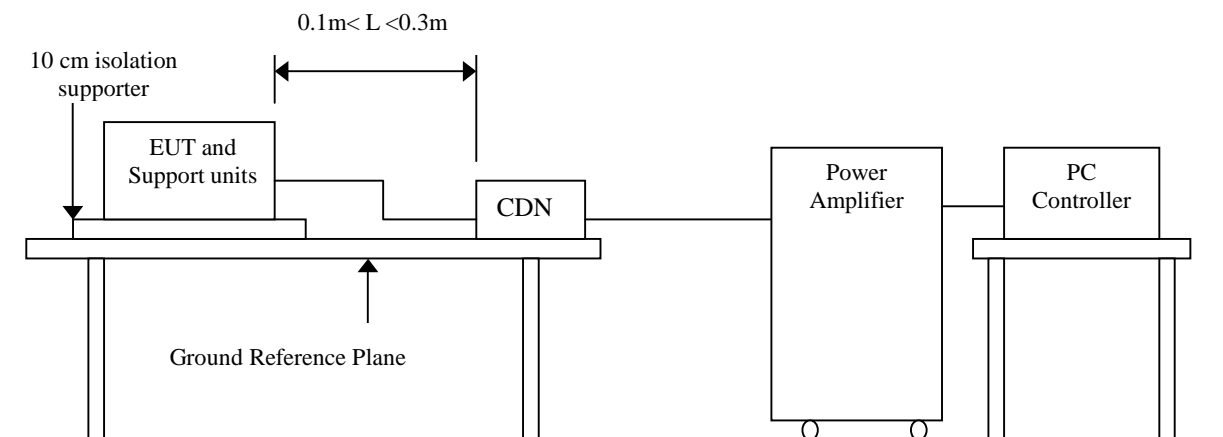 0.1m< L <0.3m
10 cm isolation
supporter
EUT and
Support units
CDN
Power
Amplifier
PC
Controller
Ground Reference Plane